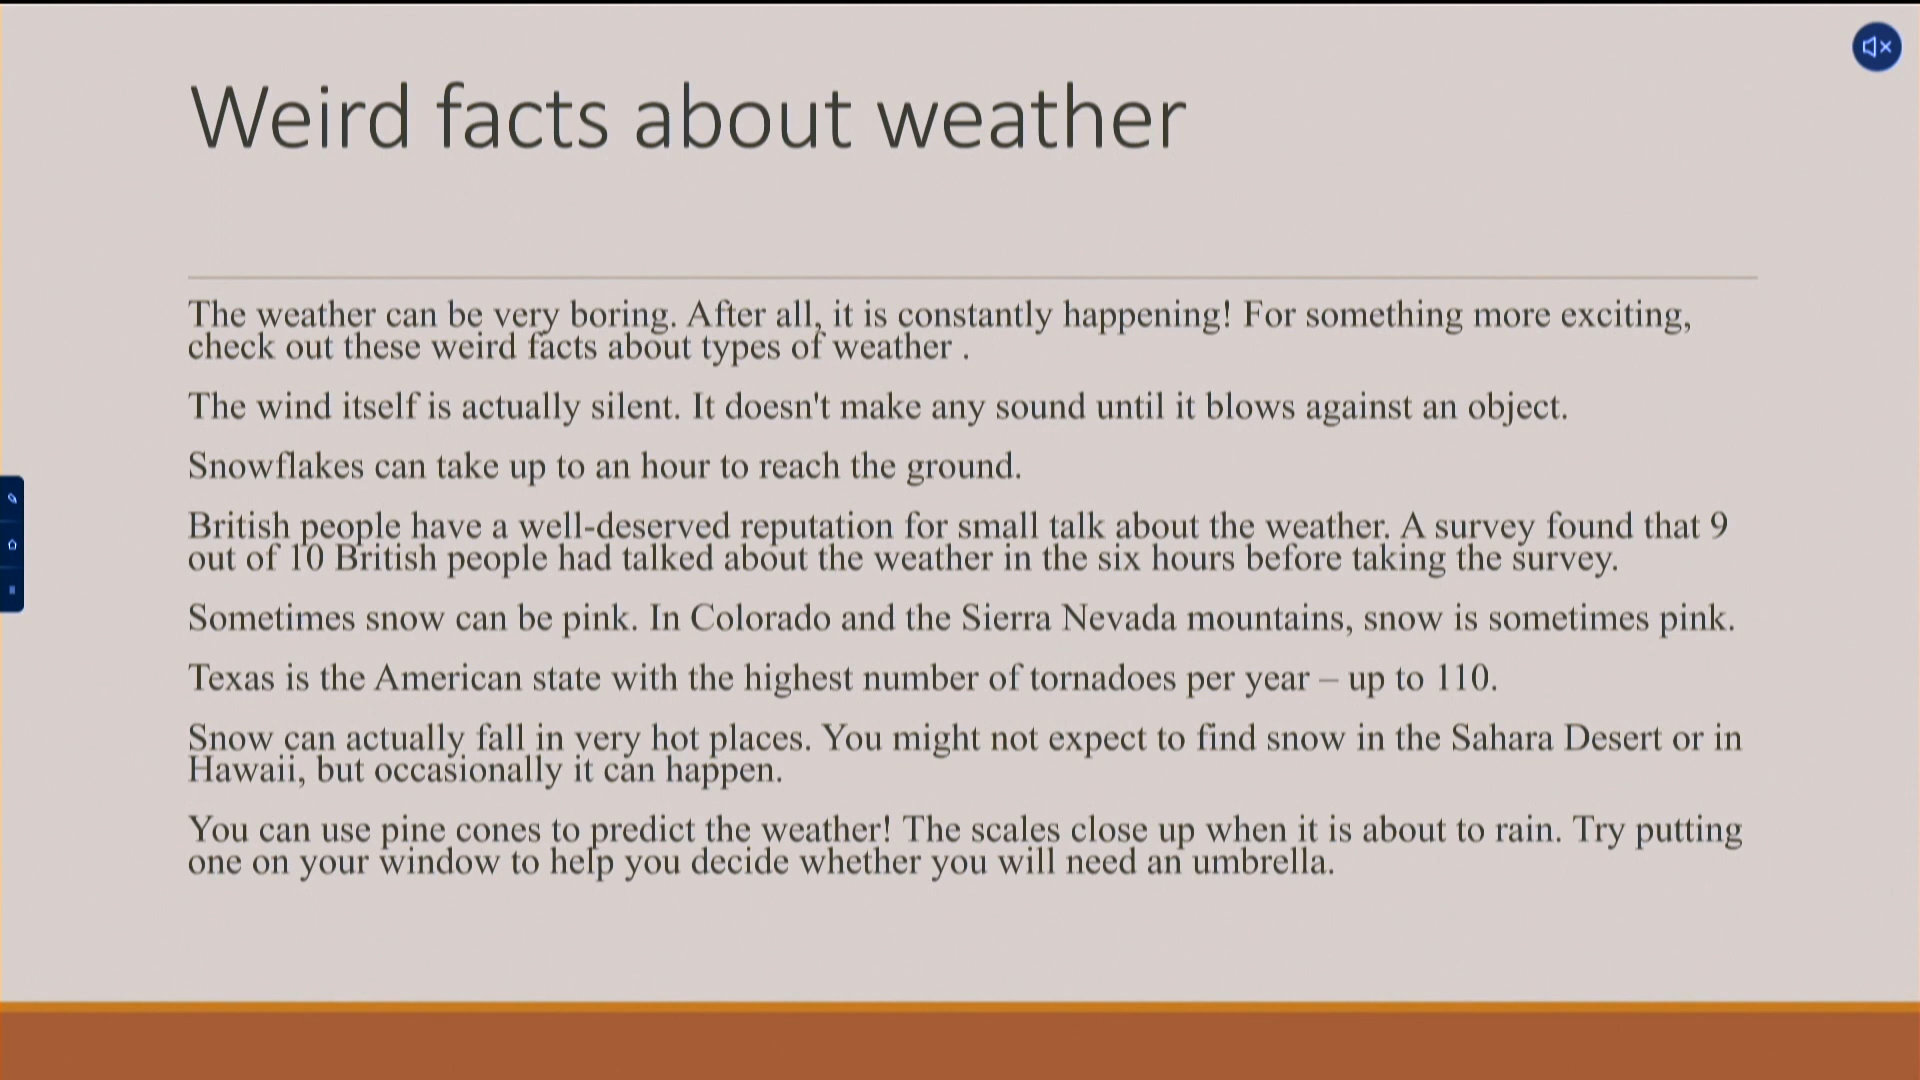 Weird facts about weather
The weather can be very boring. After all, it is constantly happening! For something more exciting,
check out these weird facts about types of weather .
The wind itself is actually silent. It doesn't make any sound until it blows against an object.
Snowflakes can take up to an hour to reach the ground.
British people have a well-deserved reputation for small talk about the weather. A survey found that 9
out of 10 British people had talked about the weather in the six hours before taking the survey.
Sometimes snow can be pink. In Colorado and the Sierra Nevada mountains, snow is sometimes pink.
Texas is the American state with the highest number of tornadoes per year – up to 110.
Snow can actually fall in very hot places. You might not expect to find snow in the Sahara Desert or in
Hawaii, but occasionally it can happen.
You can use pine cones to predict the weather! The scales close up when it is about to rain. Try putting
one on your window to help you decide whether you will need an umbrella.